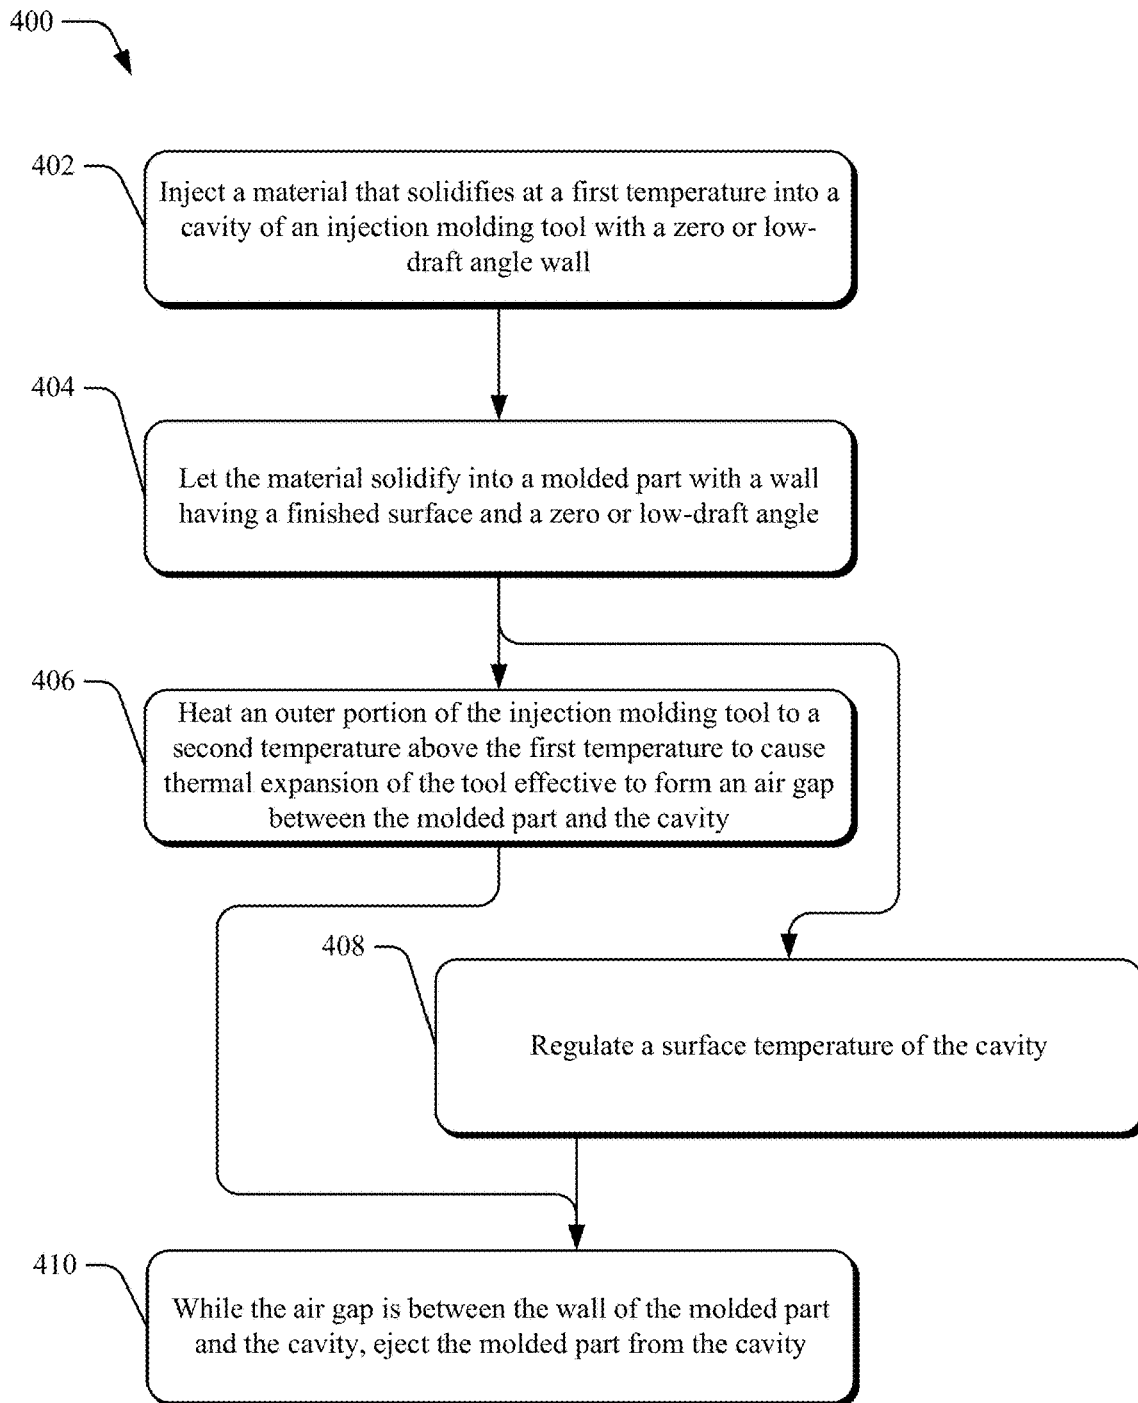 400
402
Inject a material that solidifies at a first temperature into a
cavity of an injection molding tool with a zero or low-
draft angle wall
404
Let the material solidify into a molded part with a wall
having a finished surface and a zero or low-draft angle
406
Heat an outer portion of the injection molding tool to a
second temperature above the first temperature to cause
thermal expansion of the tool effective to form an air gap
between the molded part and the cavity
408
Regulate a surface temperature of the cavity
410
While the air gap is between the wall of the molded part
and the cavity, eject the molded part from the cavity